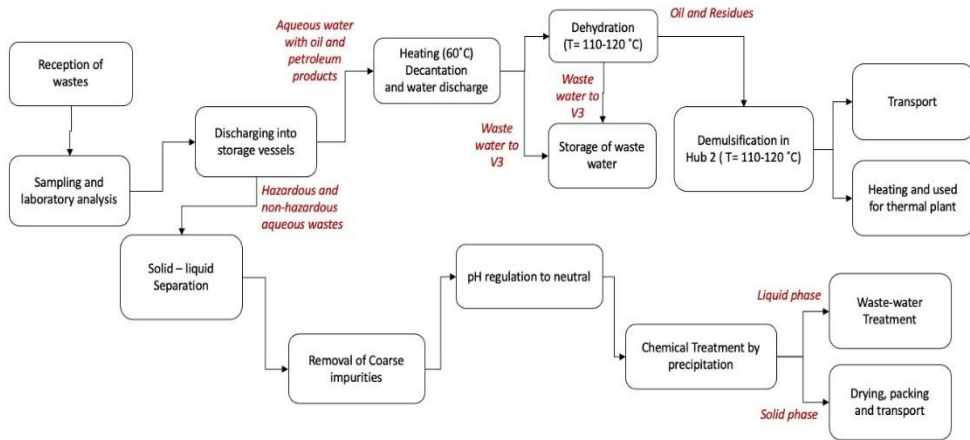 Reception of
wastes
Sampling and
laboratory analysis
Discharging into
storage vessels
Aqueous water
with oil and
petroleum
products
Heating (60˚C)
Decantation
and water discharge
Dehydration
(T= 110-120 ˚C)
Oil and Residues
Waste
water to
V3
Waste
water to
V3
Storage of waste
water
Demulsification in
Hub 2 ( T= 110-120 ˚C)
Transport
Heating and used
for thermal plant
Hazardous and
non-hazardous
aqueous wastes
Solid – liquid
Separation
Removal of Coarse
impurities
pH regulation to neutral
Chemical Treatment by
precipitation
Liquid phase
Waste-water
Treatment
Solid phase
Drying, packing
and transport